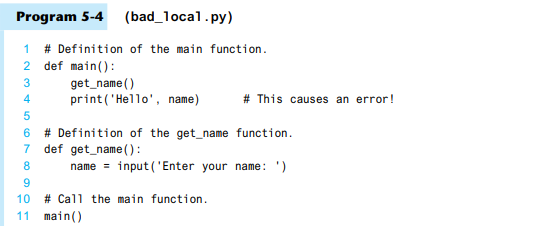 Program 5-4 (bad_local.py)
1 # Definition of the main function.
2 def main():
3     get_name()
4     print('Hello', name)      # This causes an error!
5
6 # Definition of the get_name function.
7 def get_name():
8     name = input('Enter your name: ')
9
10 # Call the main function.
11 main()